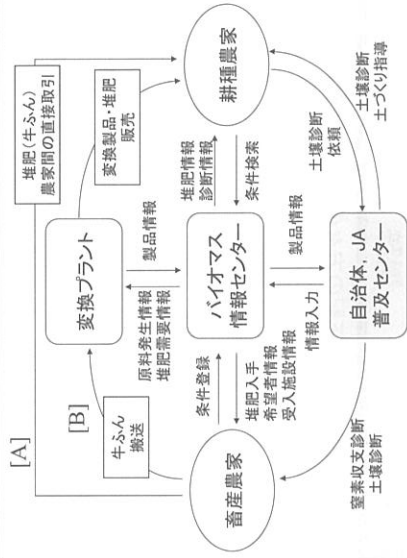 [A]
堆肥(牛ふん)
農家間の直接取引
[B]
変換プラント
変換製品・堆肥
販売
牛ふん
搬送
原料発生情報
堆肥需要情報
製品情報
畜産農家
条件登録
堆肥入手
希望者情報
受入施設情報
バイオマス
情報センター
堆肥情報
診断情報
条件検索
耕種農家
情報入力
製品情報
土壌診断
依頼
窒素収支診断
土壌診断
自治体，JA
普及センター
土壌診断
土づくり指導